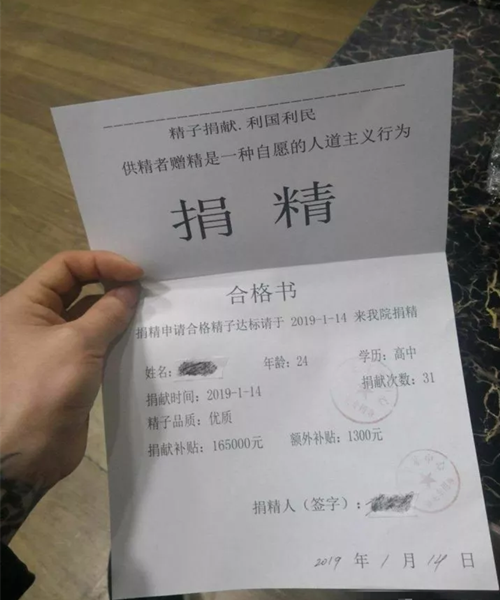 精子捐献,利国利民
供精者赠精是一种自愿的人道主义行为
捐 精
合格书
捐精申请合格精子达标请于 2019-1-14 来我院捐精
姓名: 年龄:24 学历:高中
捐献时间:2019-1-14 捐献次数:31
精子品质:优质
捐献补贴:165000元 额外补贴:1300元
捐精人(签字):
2019 年 1 月 14 日